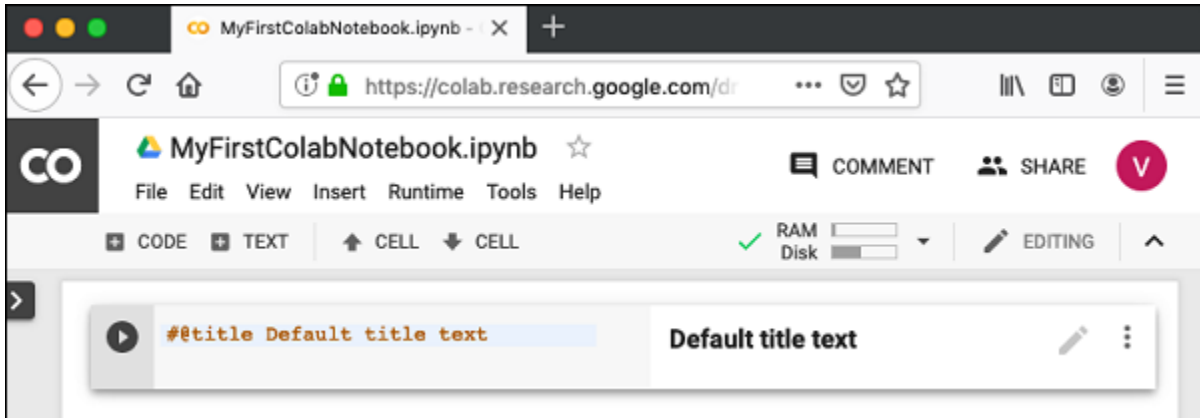 CO MyFirstColabNotebook.ipynb -
https://colab.research.google.com/dr
CO MyFirstColabNotebook.ipynb
COMMENT SHARE V
File Edit View Insert Runtime Tools Help
CODE TEXT CELL CELL RAM Disk EDITING
#@title Default title text Default title text